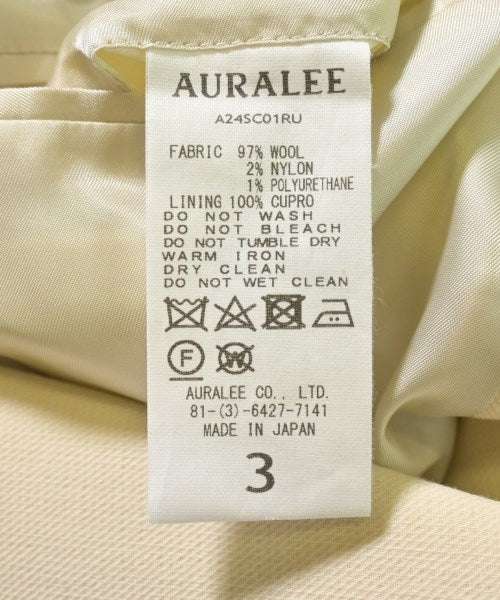 AURALEE
A24SC01RU
FABRIC 97% WOOL
2% NYLON
1% POLYURETHANE
LINING 100% CUPRO
DO NOT WASH
DO NOT BLEACH
DO NOT TUMBLE DRY
WARM IRON
DRY CLEAN
DO NOT WET CLEAN
F W
AURALEE CO., LTD.
81-(3)-6427-7141
MADE IN JAPAN
3